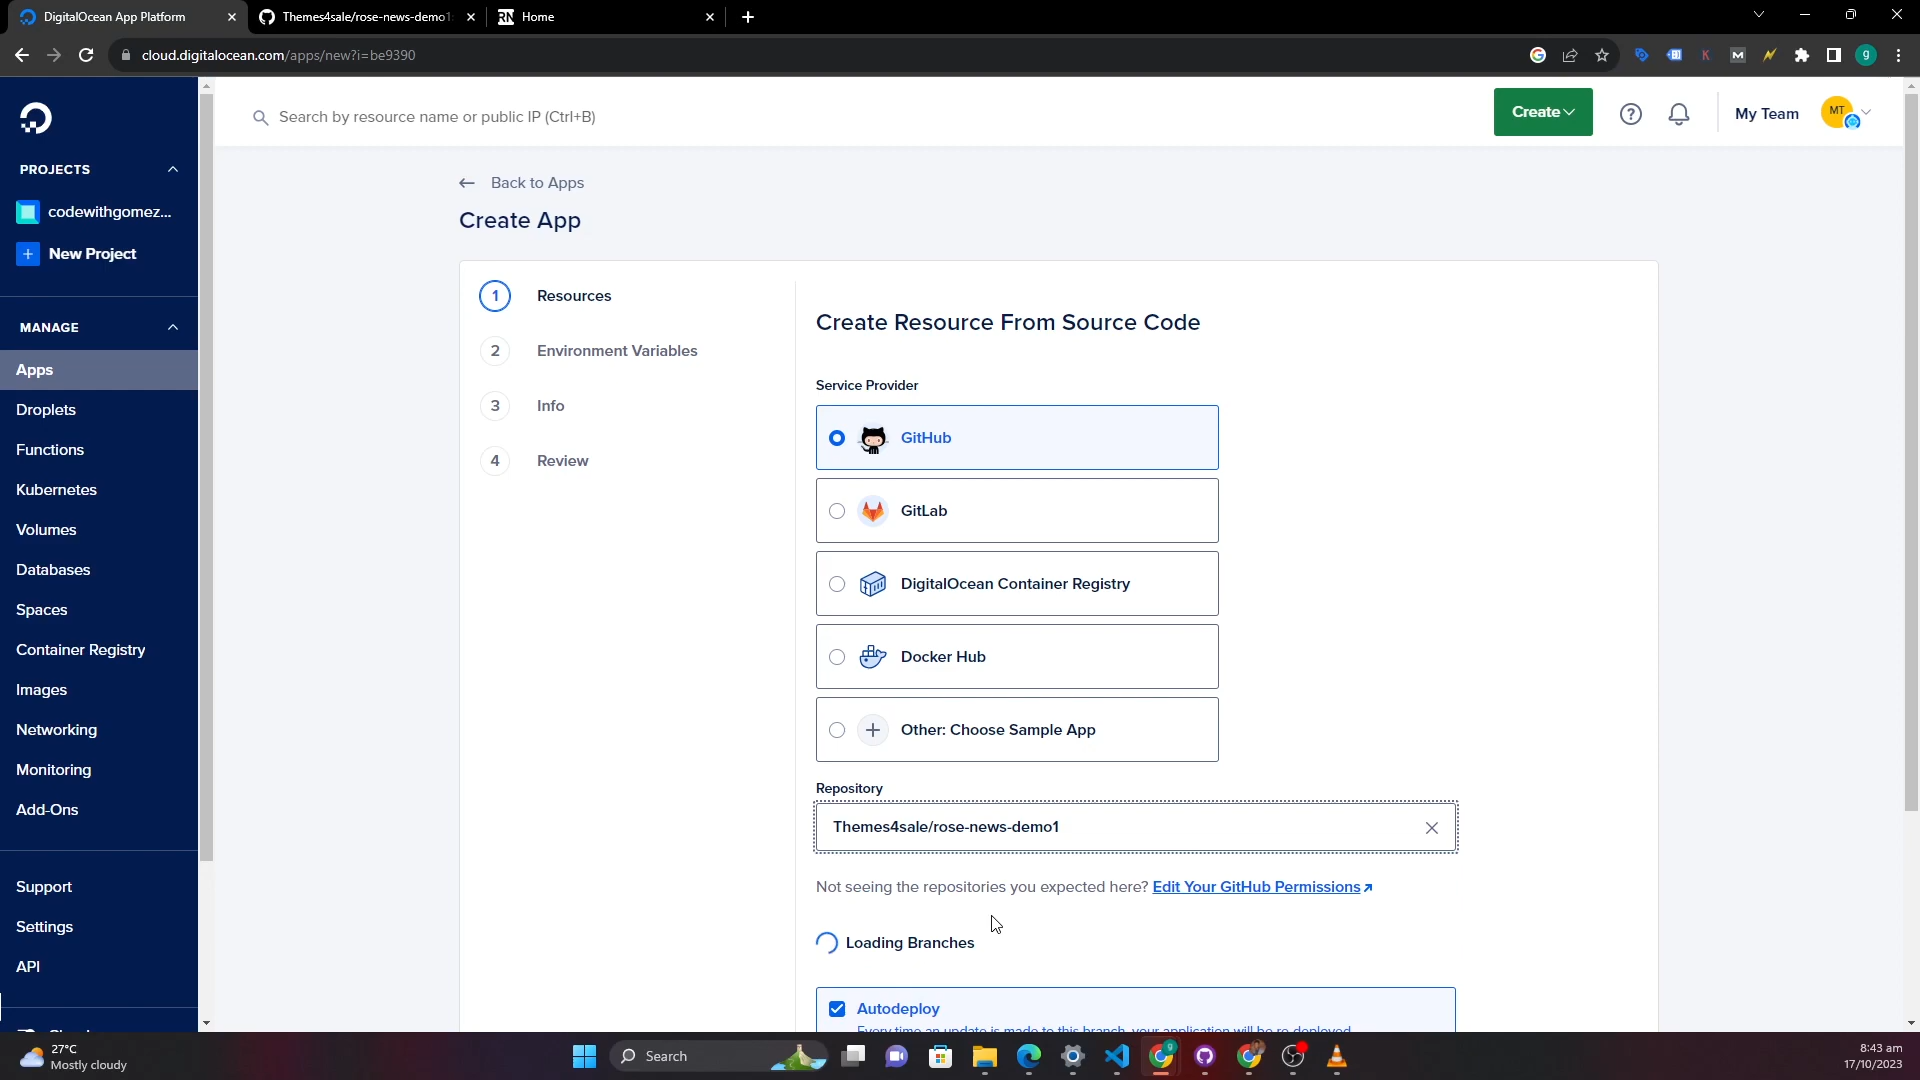 DigitalOcean App Platform
Themes4sale/rose-news-demo1:
RN Home
cloud.digitalocean.com/apps/new?i=be9390
K
M
g
Search by resource name or public IP (Ctrl+B)
Create
?
My Team
MT
PROJECTS
codewithgomez...
+ New Project
MANAGE
Apps
Droplets
Functions
Kubernetes
Volumes
Databases
Spaces
Container Registry
Images
Networking
Monitoring
Add-Ons
Support
Settings
API
← Back to Apps
Create App
1 Resources
2 Environment Variables
3 Info
4 Review
Create Resource From Source Code
Service Provider
GitHub
GitLab
DigitalOcean Container Registry
Docker Hub
Other: Choose Sample App
Repository
Themes4sale/rose-news-demo1
Not seeing the repositories you expected here? Edit Your GitHub Permissions
Loading Branches
Autodeploy
Every time an update is made to this branch, your application will be re-deployed
27°C
Mostly cloudy
Search
9
8:43 am
17/10/2023